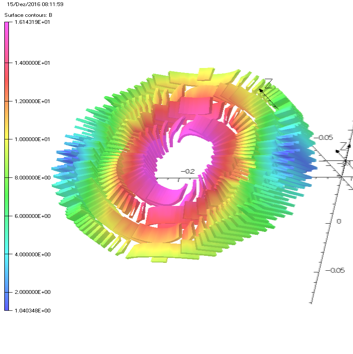 15/Dez/2016 08:11:59
Surface contours: B
1.614319E+01
1.400000E+01
1.200000E+01
1.000000E+01
8.000000E+00
6.000000E+00
4.000000E+00
2.000000E+00
1.040348E+00
Z
-0.05
-0.2
Z
0
-0.05